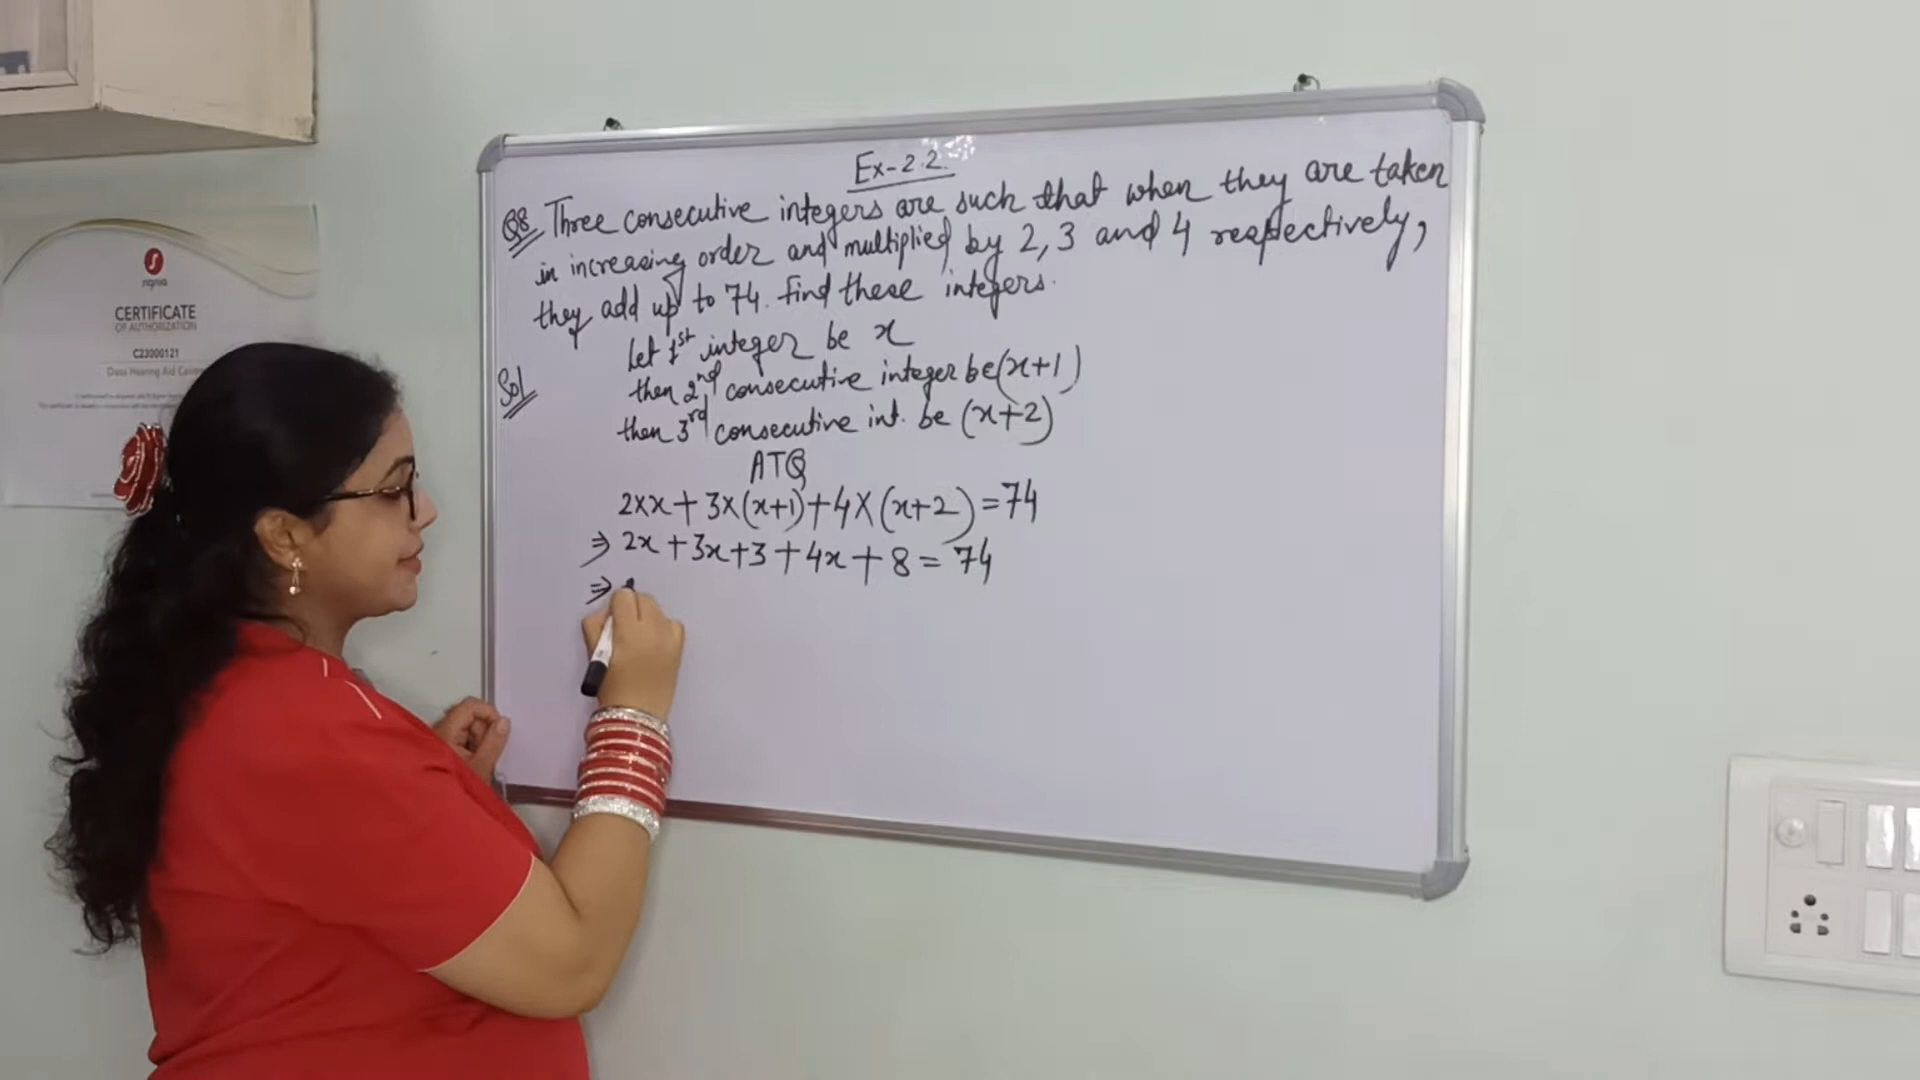 Ex-2.2.
Q8. Three consecutive integers are such that when they are taken
in increasing order and multiplied by 2, 3 and 4 respectively,
they add up to 74. Find these integers.
Sol
Let 1st integer be x
then 2nd consecutive integer be (x+1)
then 3rd consecutive int. be (x+2)
ATQ
2×x + 3×(x+1) + 4×(x+2) = 74
⇒ 2x + 3x + 3 + 4x + 8 = 74
⇒
signia
CERTIFICATE
OF AUTHORIZATION
C23000121